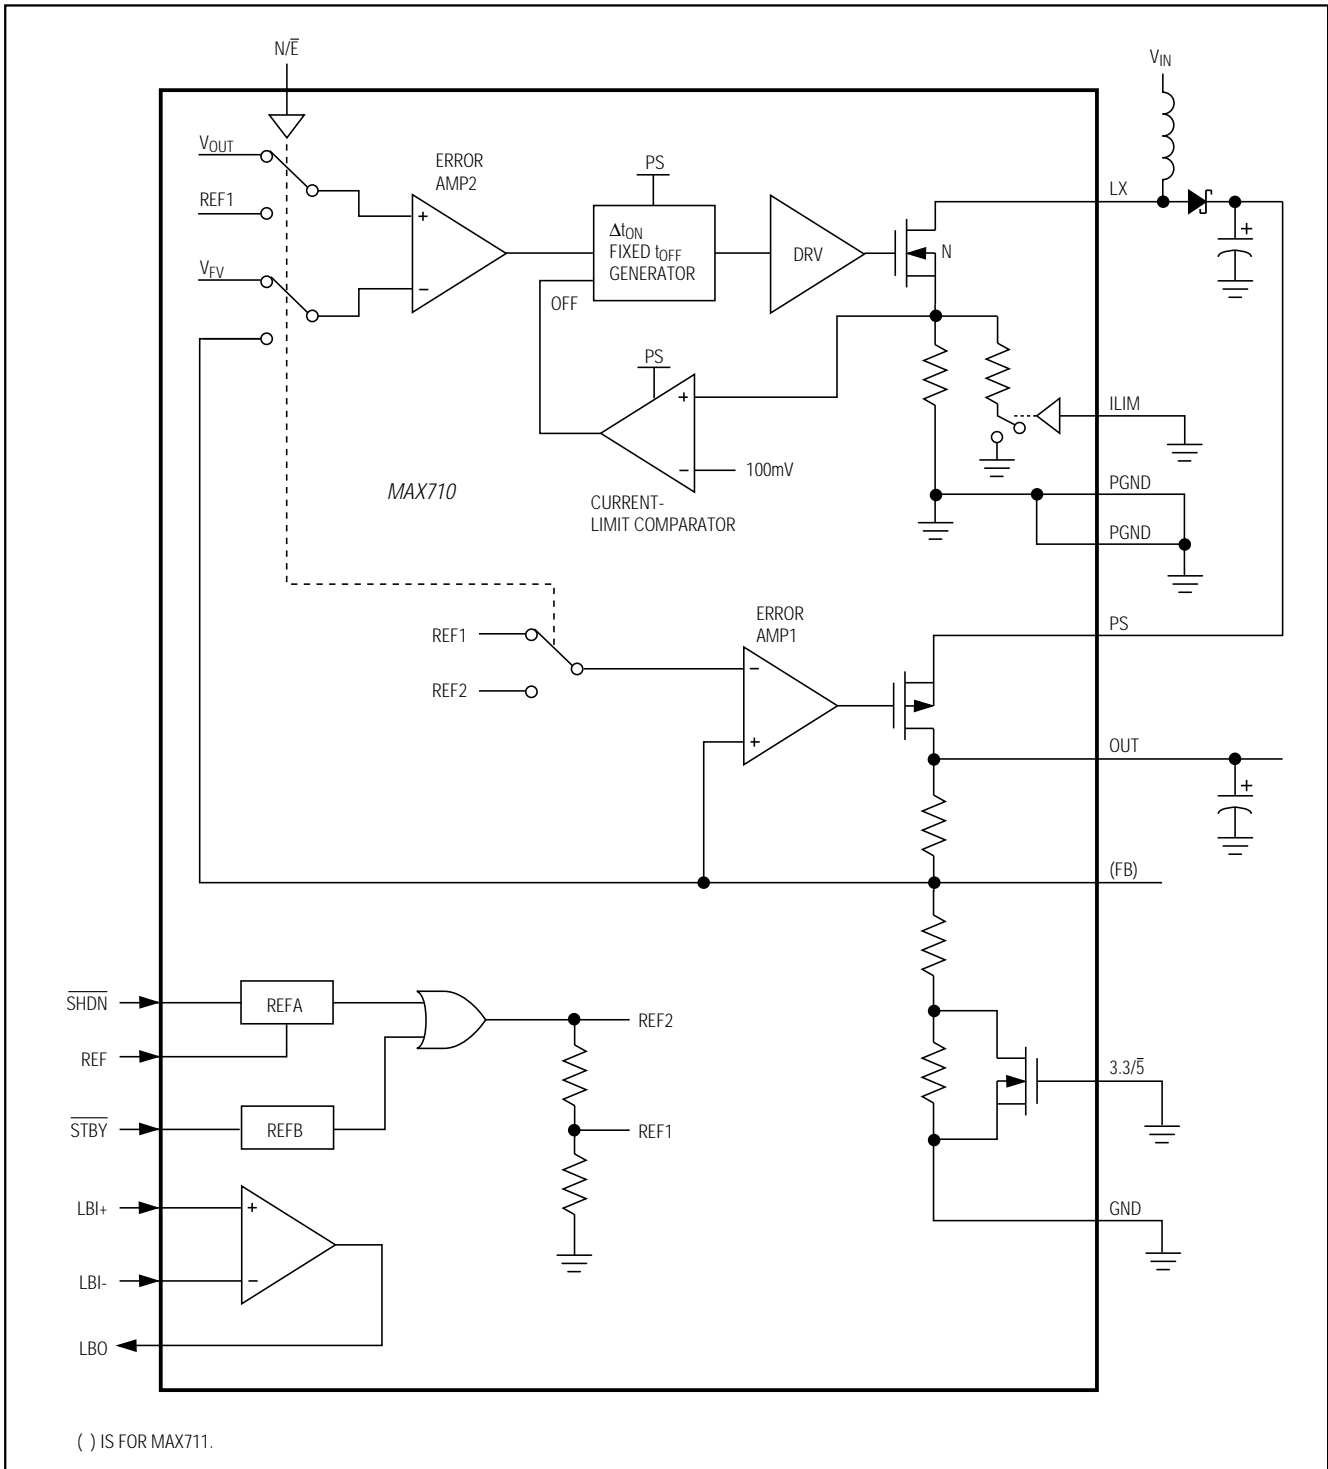 N/E̅
VIN
VOUT
ERROR
AMP2
PS
LX
REF1
+
ΔtON
FIXED tOFF
GENERATOR
DRV
N
+
VFV
−
OFF
PS
+
ILIM
−
100mV
MAX710
CURRENT-
LIMIT COMPARATOR
PGND
PGND
ERROR
AMP1
PS
REF1
−
REF2
+
OUT
+
(FB)
S̅H̅D̅N̅
REFA
REF2
REF
3.3/5̅
S̅T̅B̅Y̅
REFB
REF1
LBI+
+
GND
LBI-
−
LBO
( ) IS FOR MAX711.